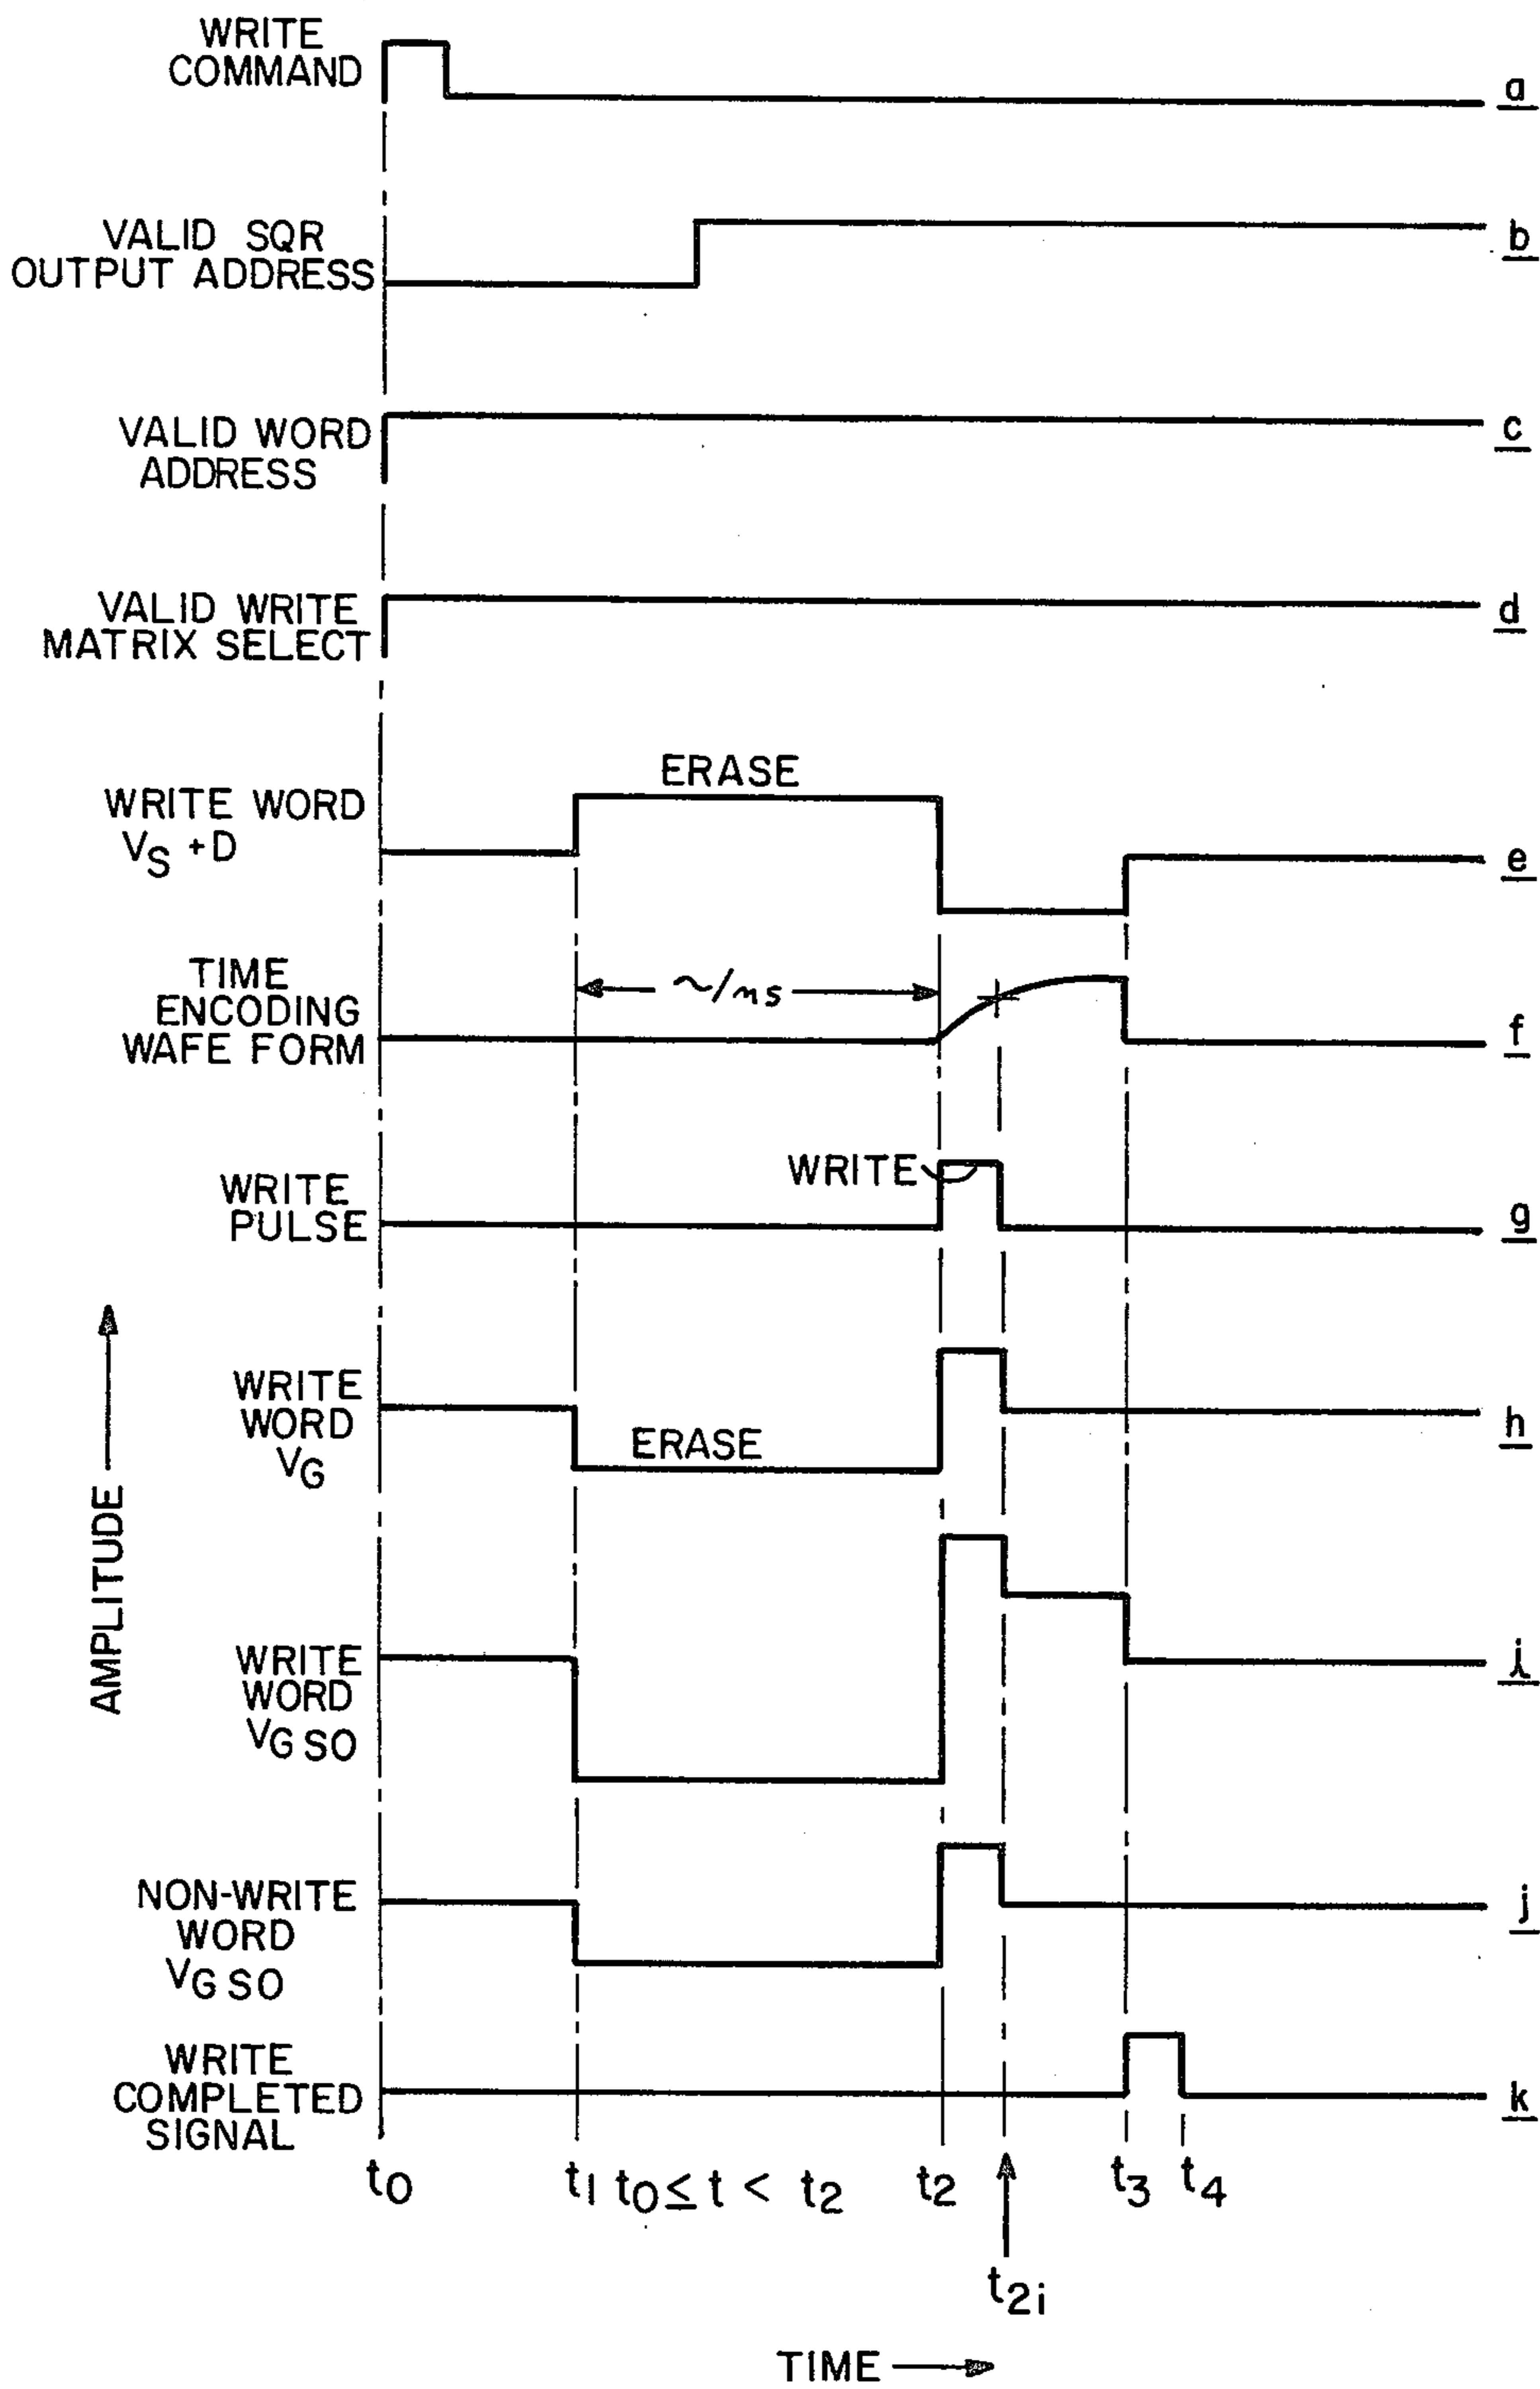 WRITE
COMMAND
a
VALID SQR
OUTPUT ADDRESS
b
VALID WORD
ADDRESS
c
VALID WRITE
MATRIX SELECT
d
ERASE
WRITE WORD
VS +D
e
TIME
ENCODING
WAFE FORM
~/ms
f
WRITE
WRITE
PULSE
g
WRITE
WORD
VG
ERASE
h
WRITE
WORD
VG SO
i
NON-WRITE
WORD
VG SO
j
WRITE
COMPLETED
SIGNAL
k
AMPLITUDE
t0 t1 t0 ≤ t < t2 t2 t3 t4
t2i
TIME